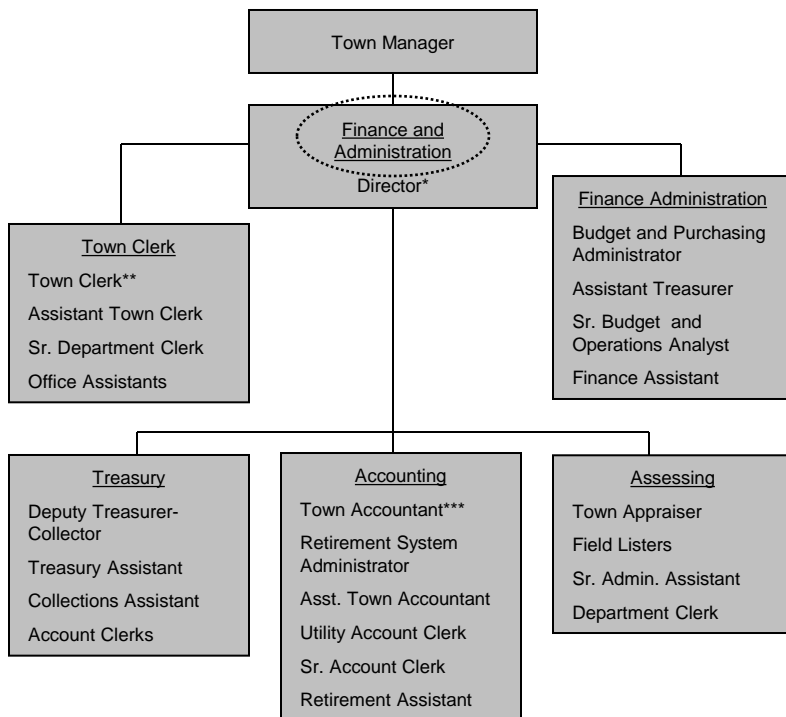 Town Manager
Finance and
Administration
Director*
Town Clerk
Town Clerk**
Assistant Town Clerk
Sr. Department Clerk
Office Assistants
Finance Administration
Budget and Purchasing
Administrator
Assistant Treasurer
Sr. Budget and
Operations Analyst
Finance Assistant
Treasury
Deputy Treasurer-
Collector
Treasury Assistant
Collections Assistant
Account Clerks
Accounting
Town Accountant***
Retirement System
Administrator
Asst. Town Accountant
Utility Account Clerk
Sr. Account Clerk
Retirement Assistant
Assessing
Town Appraiser
Field Listers
Sr. Admin. Assistant
Department Clerk